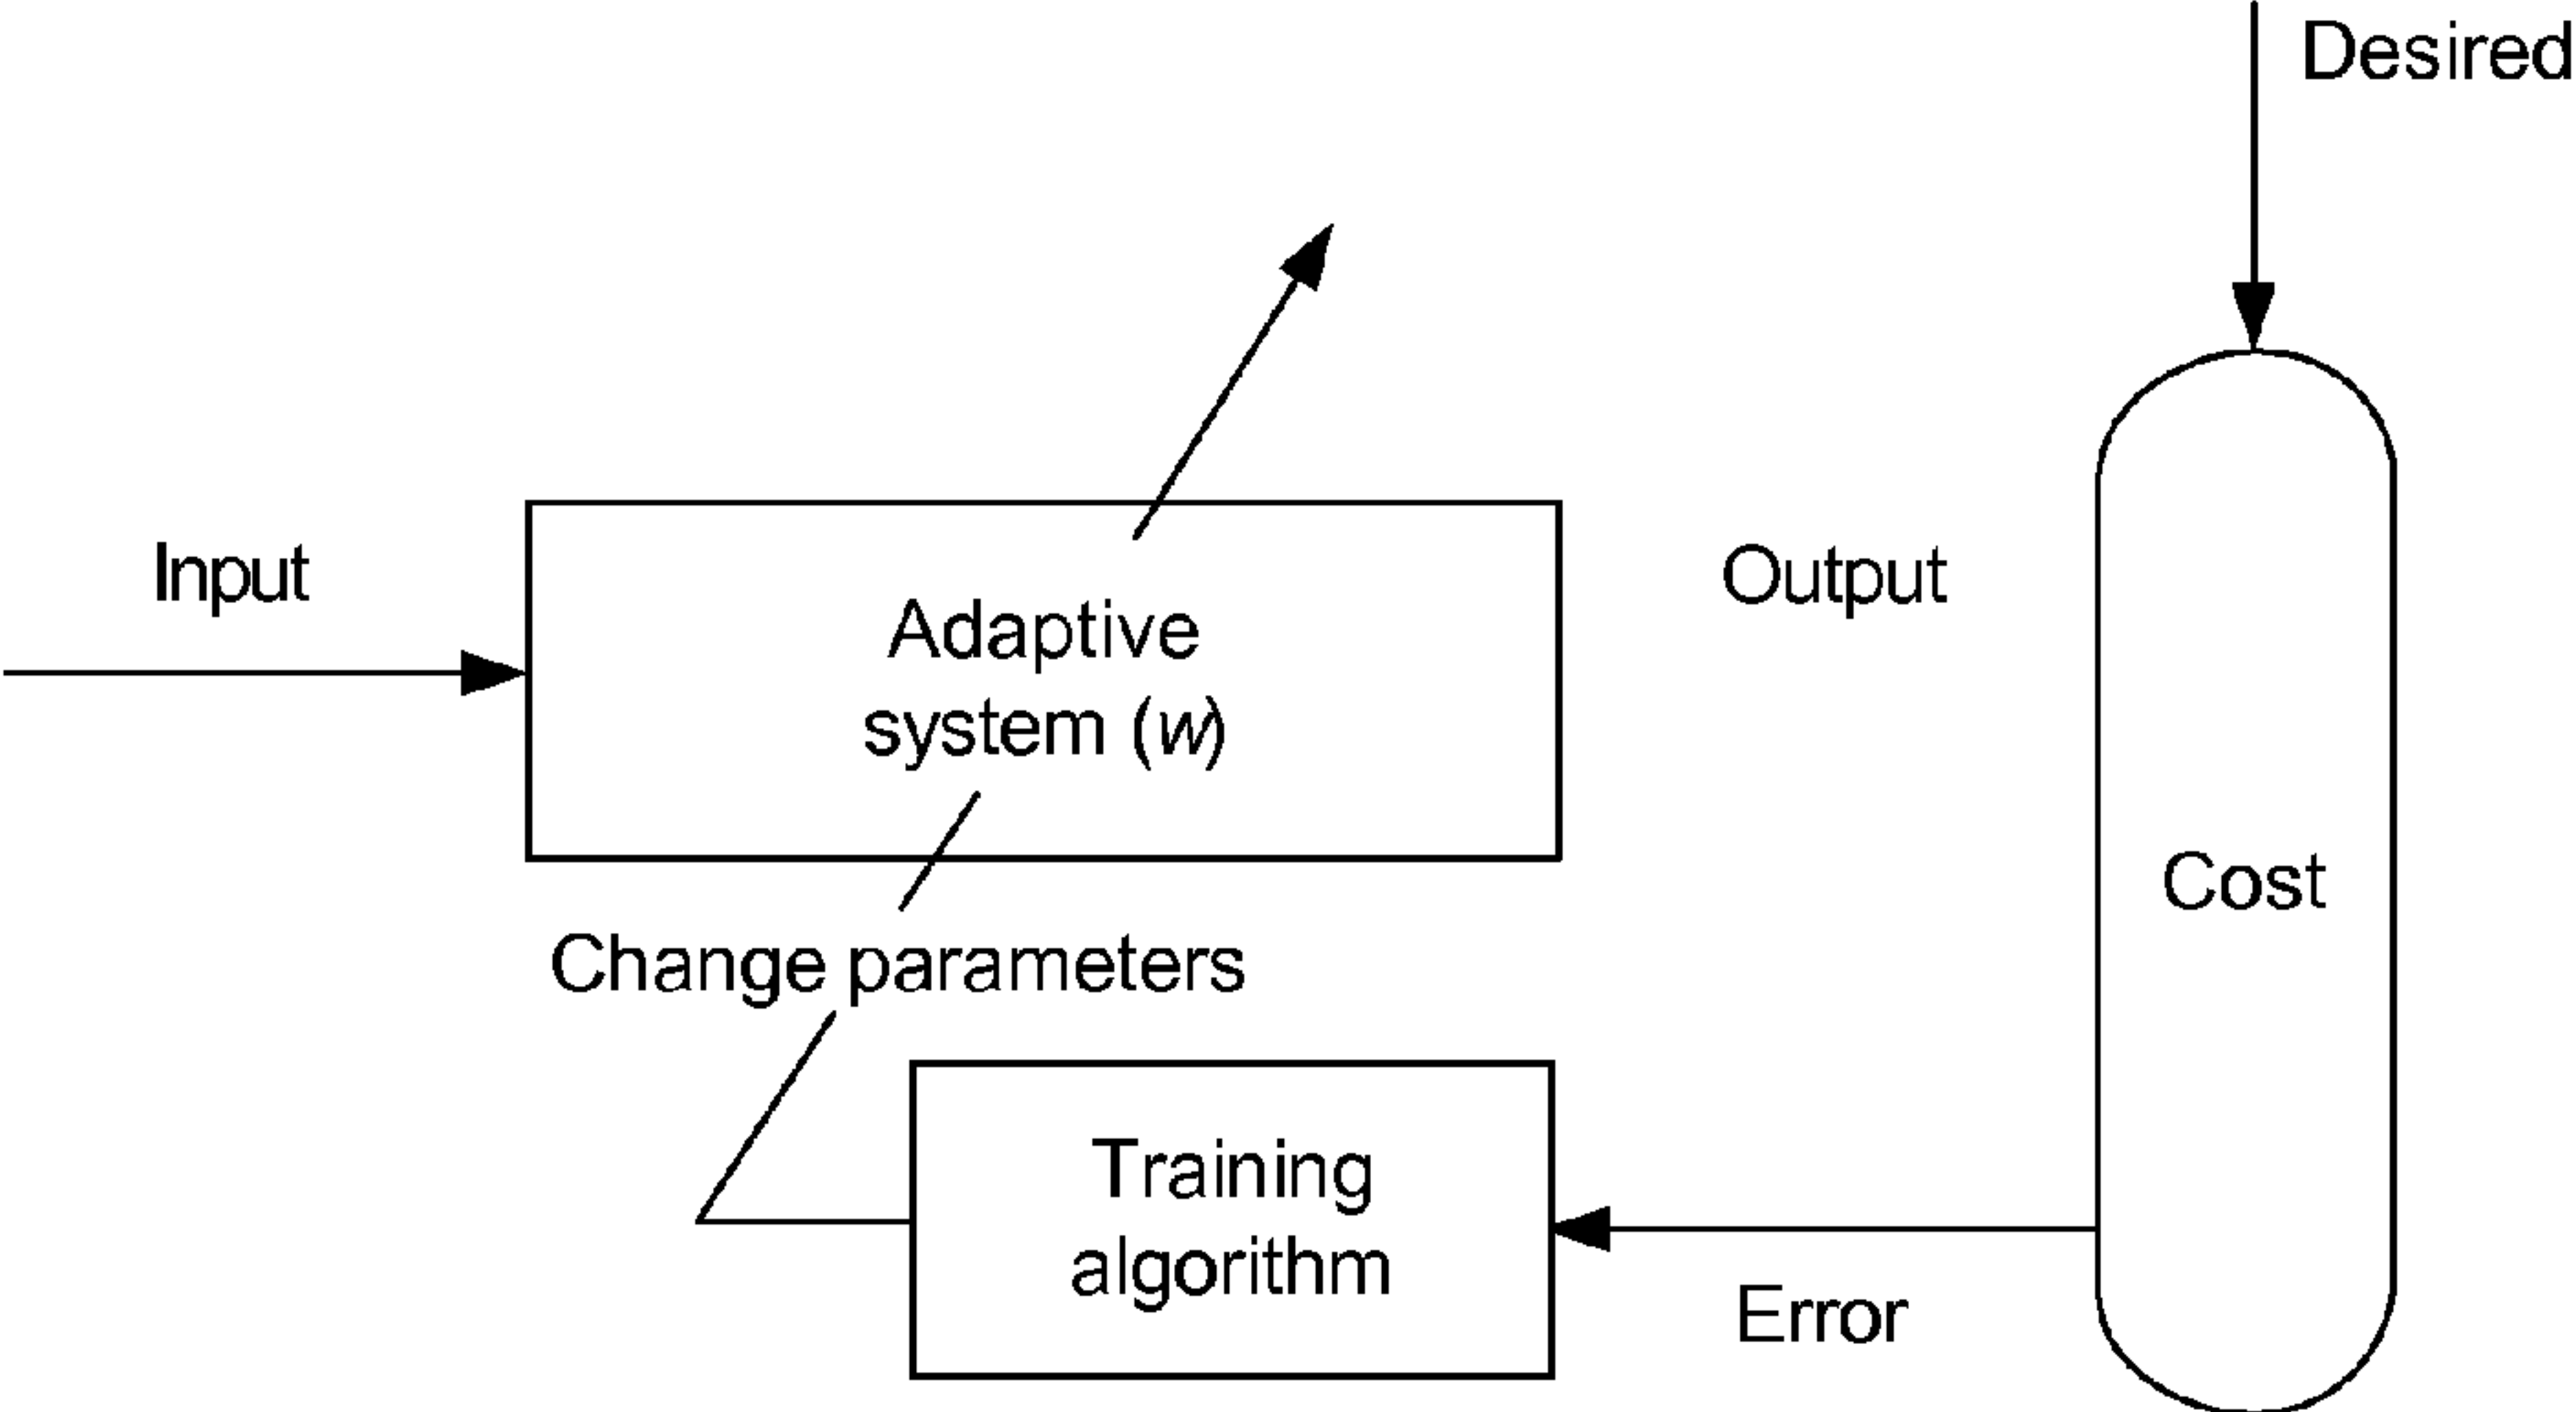 Desired
Input
Adaptive
system (w)
Output
Cost
Change parameters
Training
algorithm
Error